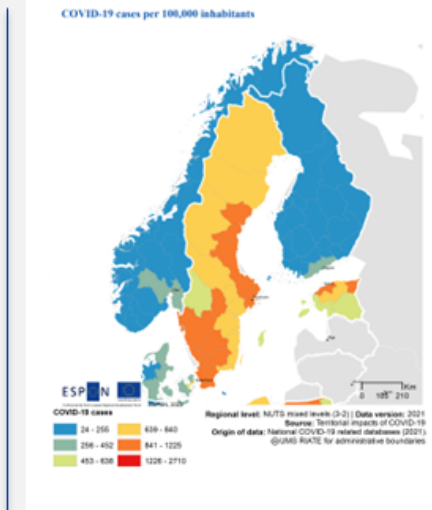 COVID-19 cases per 100,000 inhabitants
ESPON
Km
0 105 210
COVID-19 cases
24 - 255
256 - 452
453 - 638
639 - 840
841 - 1225
1226 - 2710
Regional level: NUTS mixed levels (3-2) | Data version: 2021
Source: Territorial impacts of COVID-19
Origin of data: National COVID-19 related databases (2021)
@UMS RIATE for administrative boundaries